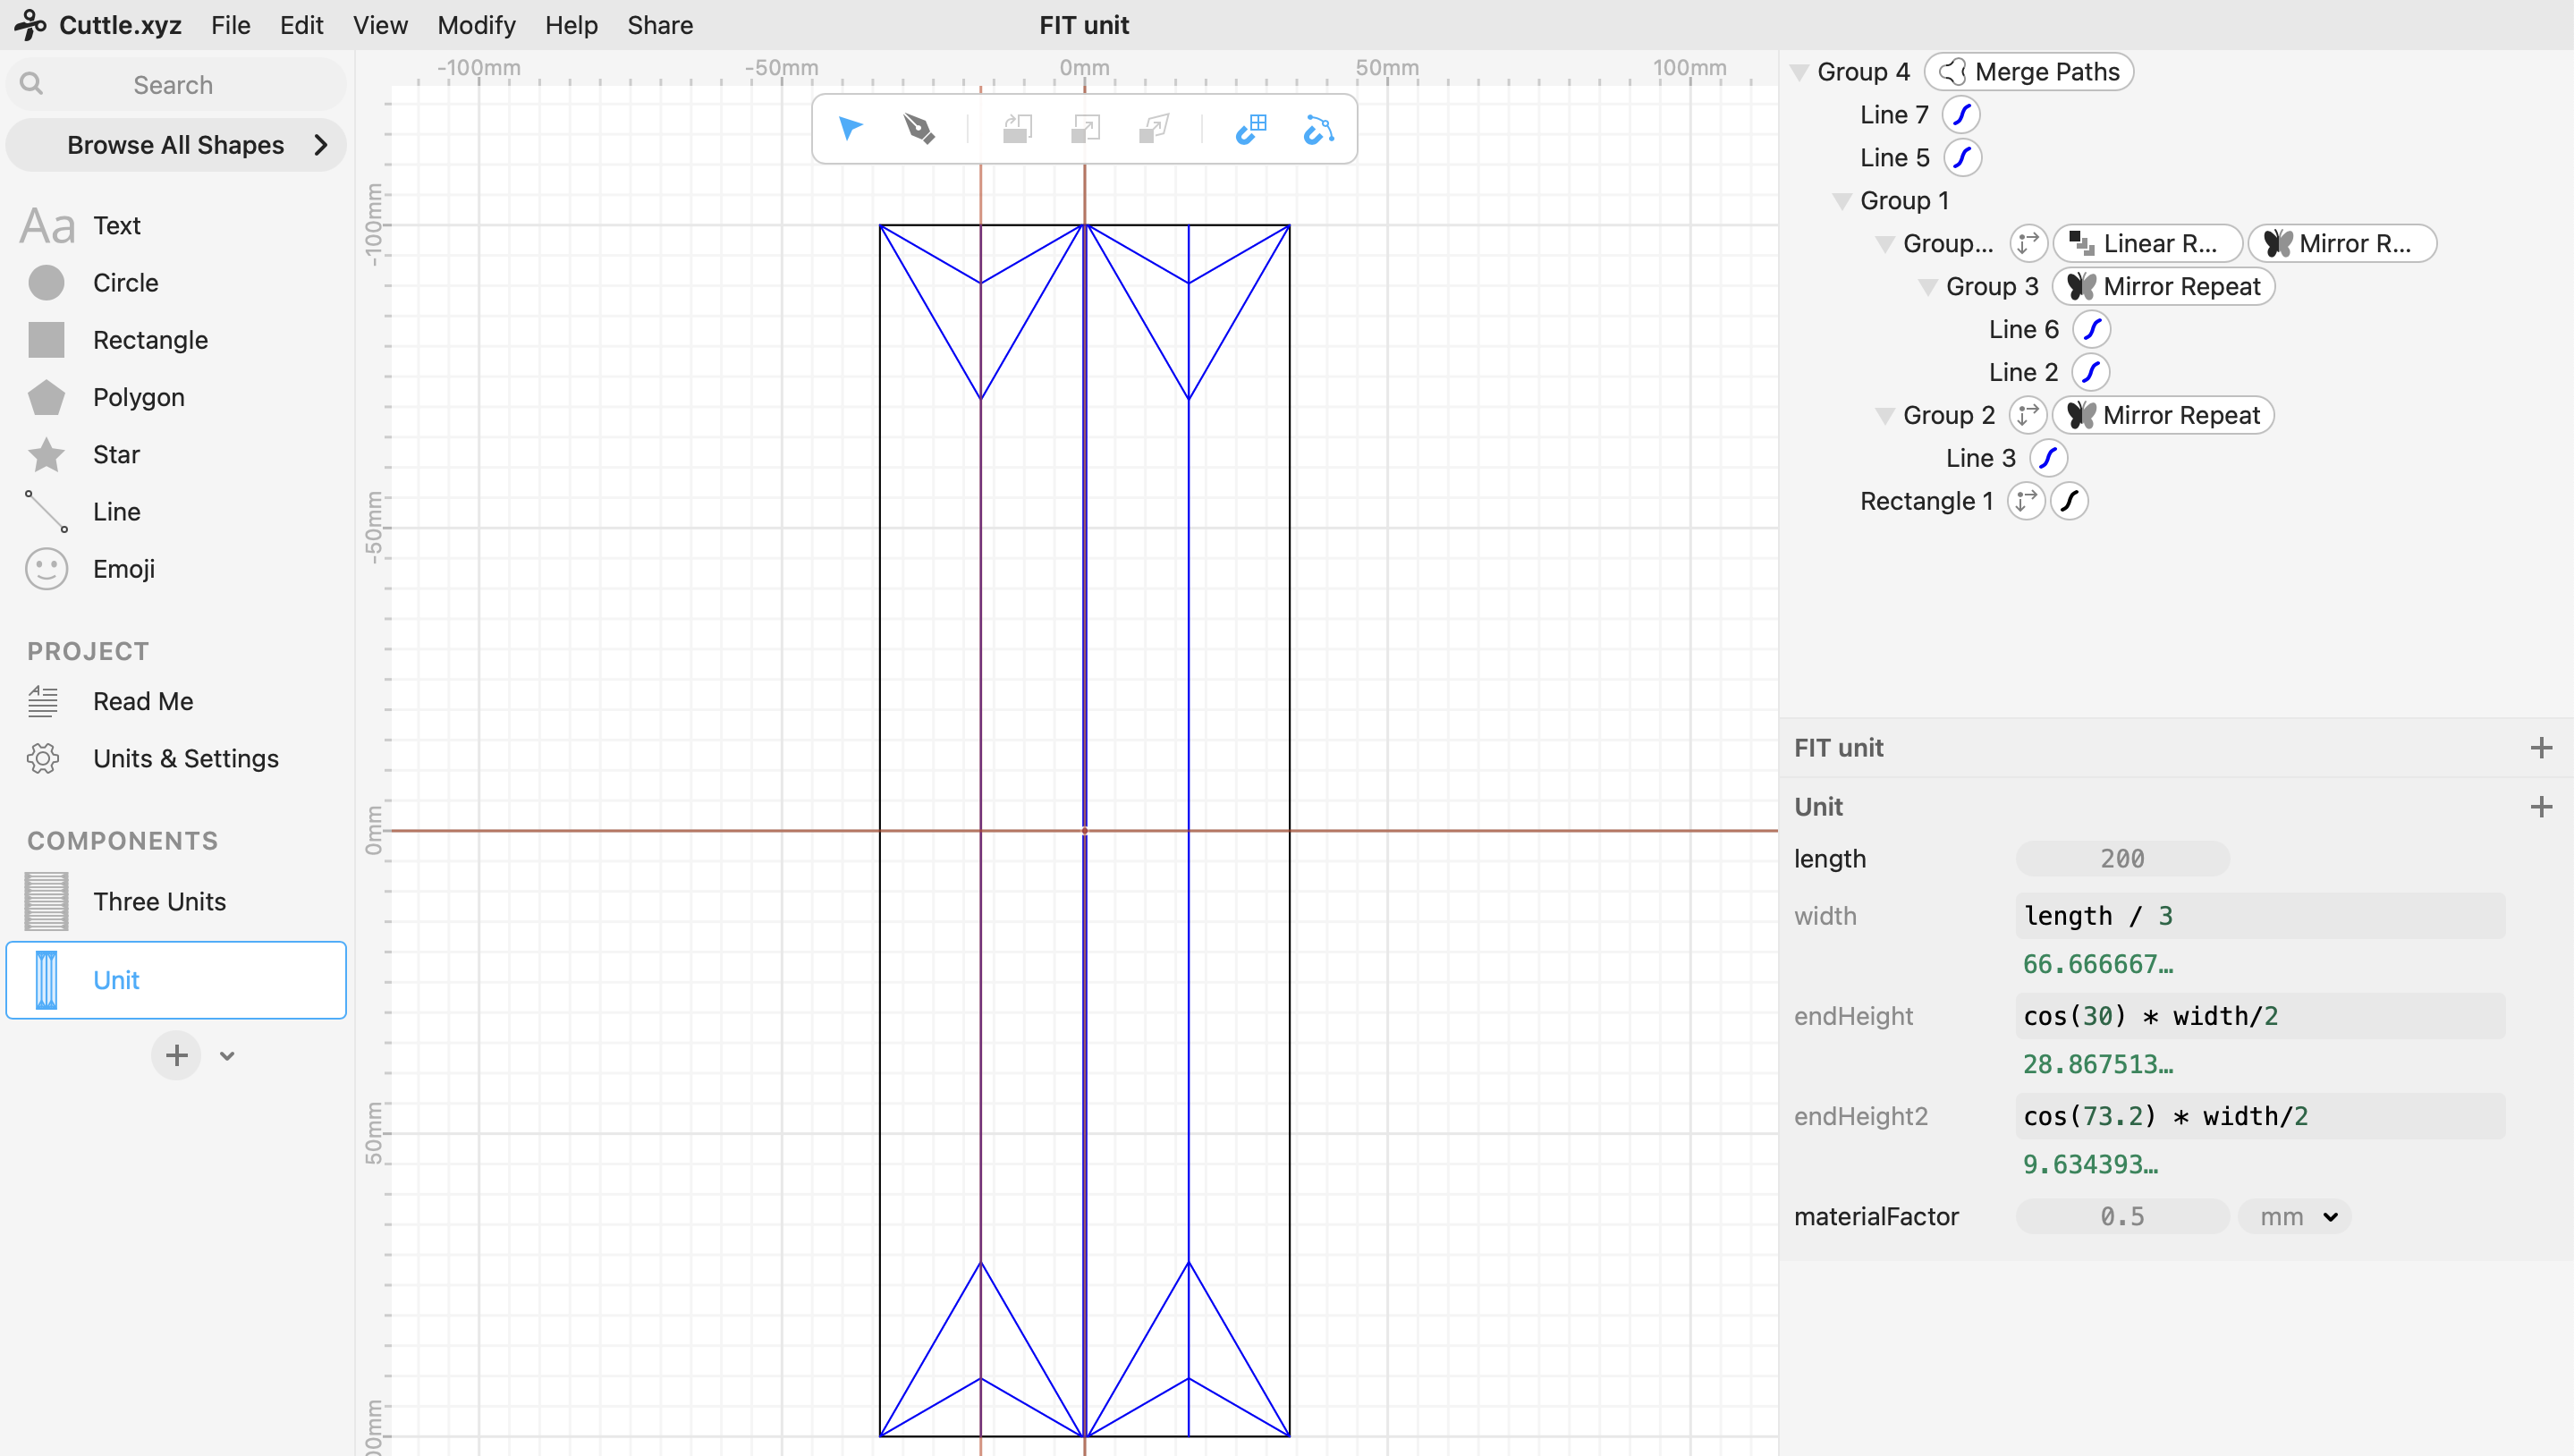 Cuttle.xyz File Edit View Modify Help Share FIT unit
Search
Browse All Shapes
Aa Text
Circle
Rectangle
Polygon
Star
Line
Emoji
PROJECT
Read Me
Units & Settings
COMPONENTS
Three Units
Unit
-100mm -50mm 0mm 50mm 100mm
-100mm
-50mm
0mm
50mm
00mm
Group 4 Merge Paths
Line 7
Line 5
Group 1
Group... Linear R... Mirror R...
Group 3 Mirror Repeat
Line 6
Line 2
Group 2 Mirror Repeat
Line 3
Rectangle 1
FIT unit
Unit
length 200
width length / 3
66.666667…
endHeight cos(30) * width/2
28.867513…
endHeight2 cos(73.2) * width/2
9.634393…
materialFactor 0.5 mm